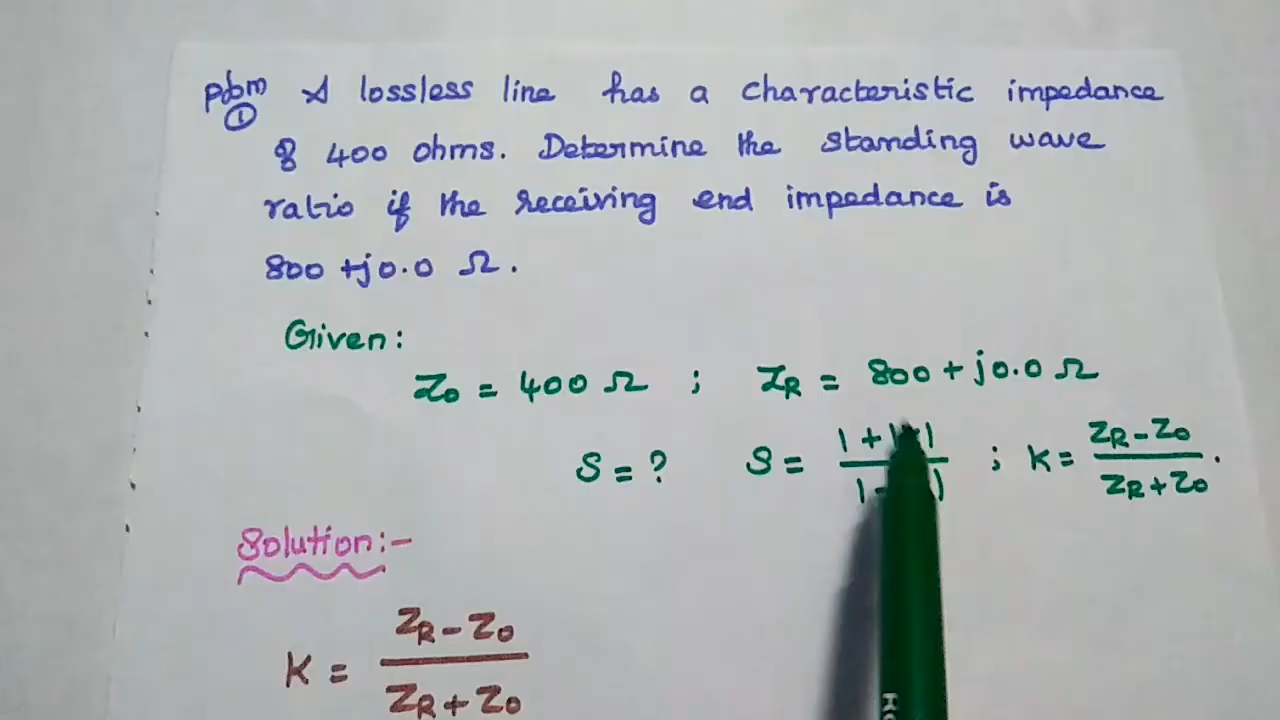 pbm A lossless line has a characteristic impedance
①
of 400 ohms. Determine the standing wave
ratio if the receiving end impedance is
800 +j0.0 Ω.
Given:
Z0 = 400 Ω ; ZR = 800 + j0.0 Ω
S = ? S = 1 + | | / 1 - | ; K = ZR - Z0 / ZR + Z0 .
Solution:-
K = ZR - Z0 / ZR + Z0